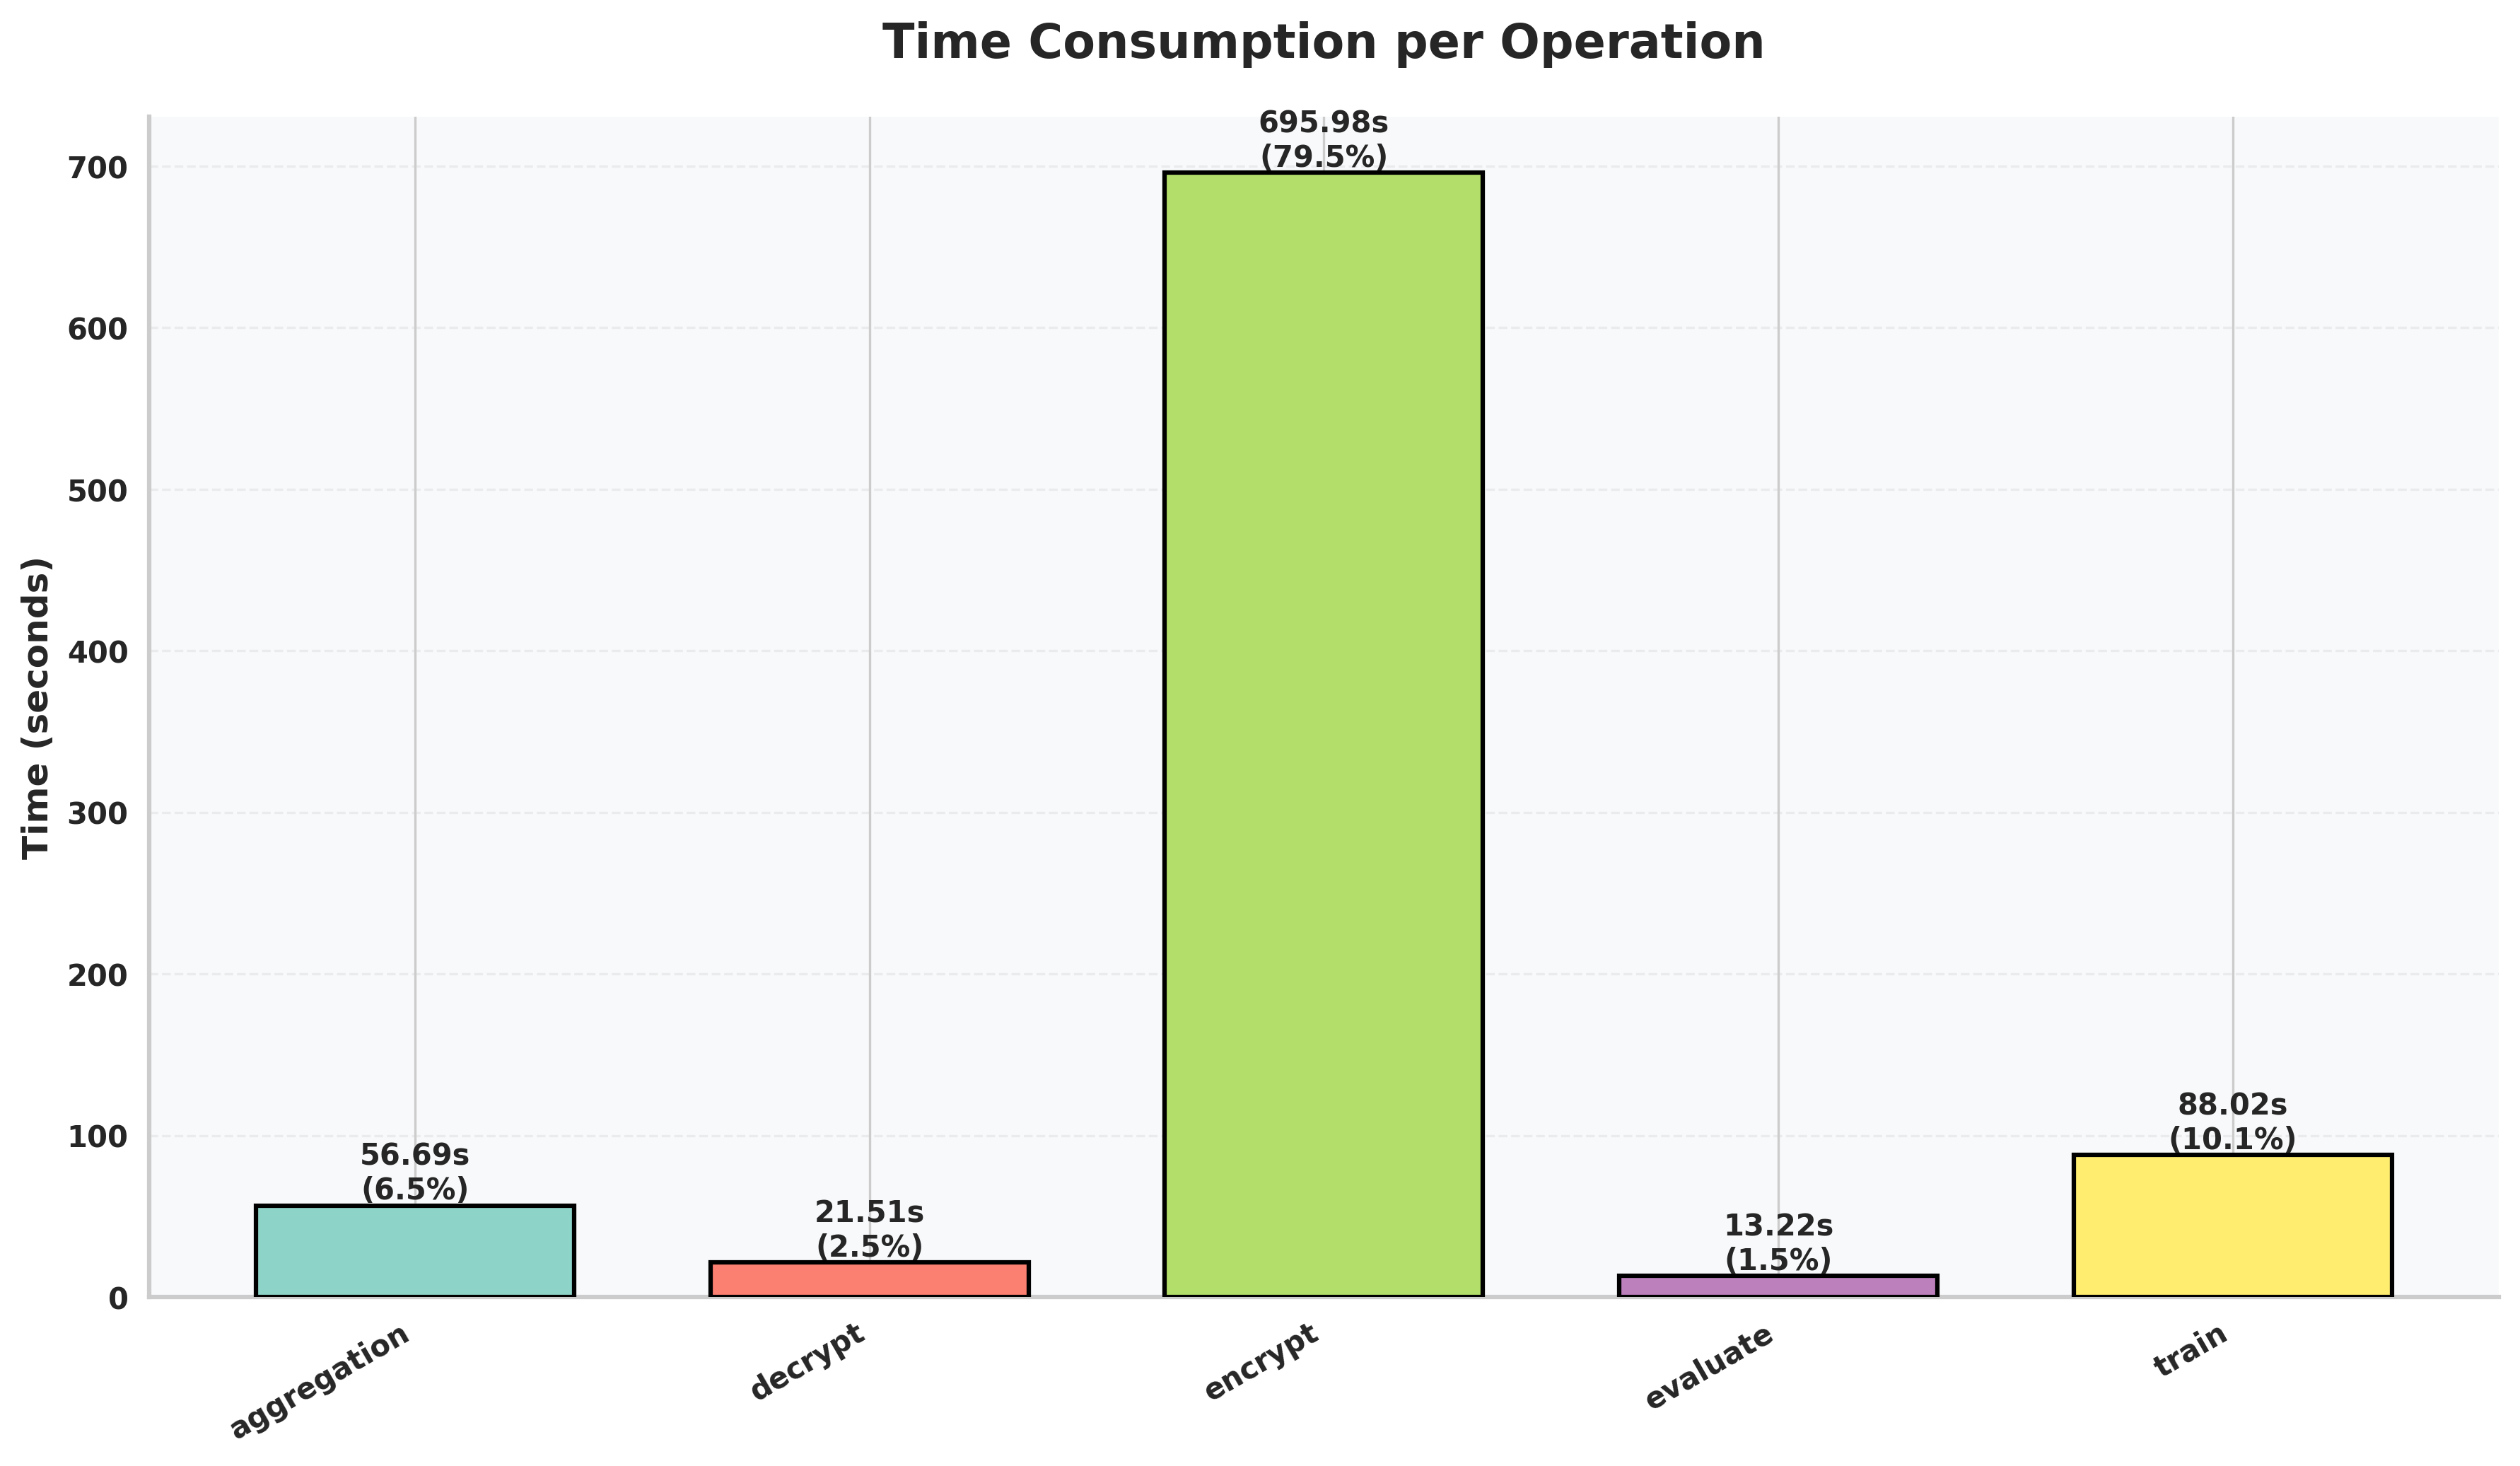 Time Consumption per Operation
Time (seconds)
700
600
500
400
300
200
100
0
56.69s
(6.5%)
21.51s
(2.5%)
695.98s
(79.5%)
13.22s
(1.5%)
88.02s
(10.1%)
aggregation
decrypt
encrypt
evaluate
train